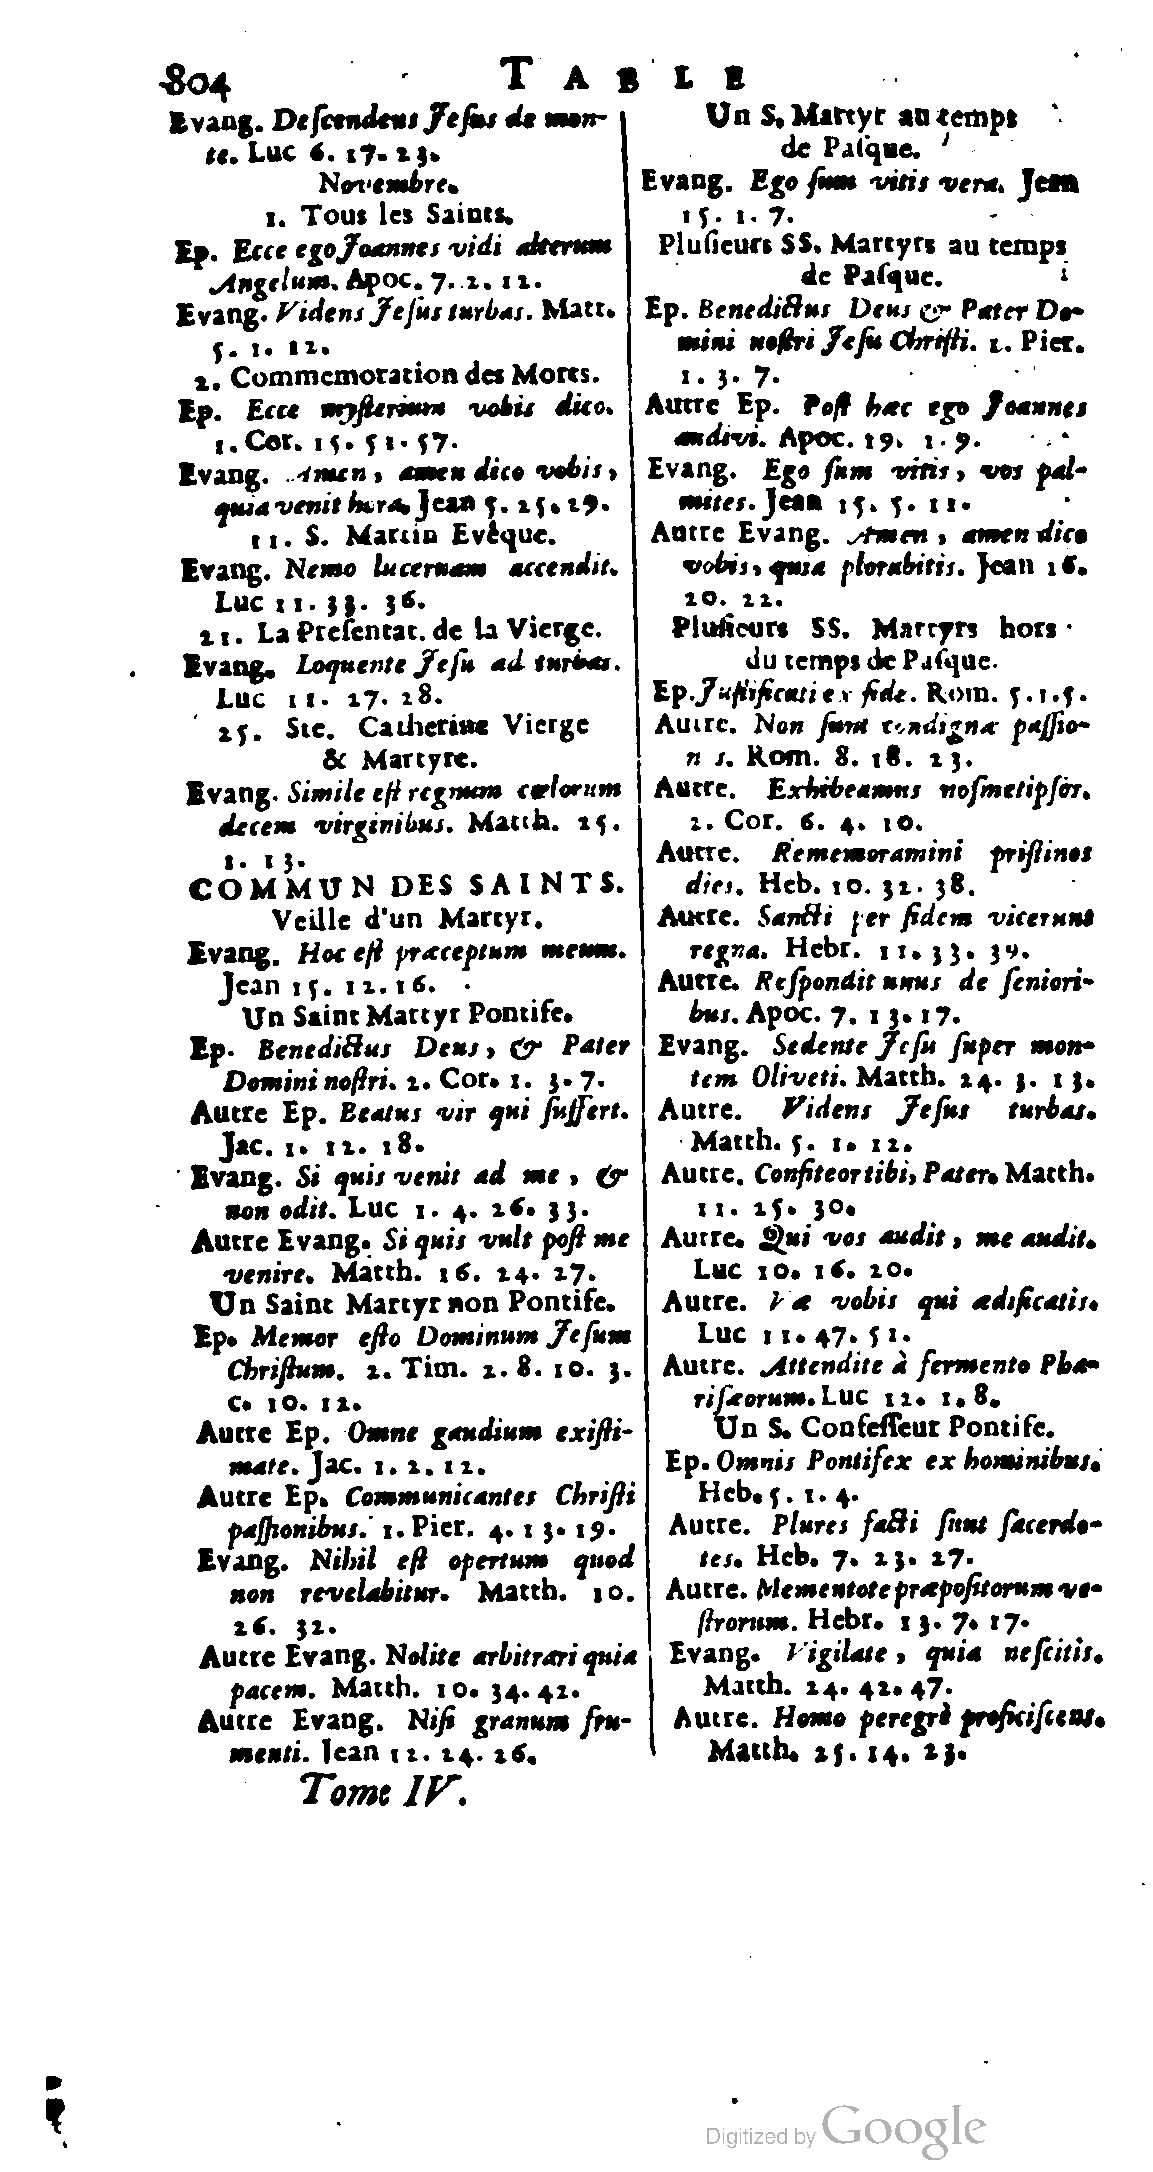 804 TABLE
Evang. Deſcendens Jeſus de mon-
te. Luc 6. 17. 23.
Novembre.
1. Tous les Saints.
Ep. Ecce ego Joannes vidi alterum
Angelum. Apoc. 7. 2. 12.
Evang. Videns Jeſus turbas. Matt.
5. 1. 12.
2. Commemoration des Morts.
Ep. Ecce myſterium vobis dico.
1. Cor. 15. 51. 57.
Evang. Amen, amen dico vobis,
quia venit hora. Jean 5. 25. 29.
11. S. Martin Evêque.
Evang. Nemo lucernam accendit.
Luc 11. 33. 36.
21. La Preſentat. de la Vierge.
Evang. Loquente Jeſu ad turbas.
Luc 11. 27. 28.
25. Ste. Catherine Vierge
& Martyre.
Evang. Simile eſt regnum cœlorum
decem virginibus. Matth. 25.
1. 13.
COMMUN DES SAINTS.
Veille d'un Martyr.
Evang. Hoc eſt præceptum meum.
Jean 15. 12. 16.
Un Saint Martyr Pontife.
Ep. Benedictus Deus, & Pater
Domini noſtri. 2. Cor. 1. 3. 7.
Autre Ep. Beatus vir qui ſuffert.
Jac. 1. 12. 18.
Evang. Si quis venit ad me, &
non odit. Luc 1. 4. 26. 33.
Autre Evang. Si quis vult poſt me
venire. Matth. 16. 24. 27.
Un Saint Martyr non Pontife.
Ep. Memor eſto Dominum Jeſum
Chriſtum. 2. Tim. 2. 8. 10. 3.
c. 10. 12.
Autre Ep. Omne gaudium exiſti-
mate. Jac. 1. 2. 12.
Autre Ep. Communicantes Chriſti
paſſionibus. 1. Pier. 4. 13. 19.
Evang. Nihil eſt opertum quod
non revelabitur. Matth. 10.
26. 32.
Autre Evang. Nolite arbitrari quia
pacem. Matth. 10. 34. 42.
Autre Evang. Niſi granum fru-
menti. Jean 12. 24. 26.
Tome IV.
Un S. Martyr au temps
de Paſque.
Evang. Ego ſum vitis vera. Jean
15. 1. 7.
Pluſieurs SS. Martyrs au temps
de Paſque.
Ep. Benedictus Deus & Pater Do-
mini noſtri Jeſu Chriſti. 1. Pier.
1. 3. 7.
Autre Ep. Poſt hæc ego Joannes
audivi. Apoc. 19. 1. 9.
Evang. Ego ſum vitis, vos pal-
mites. Jean 15. 5. 11.
Autre Evang. Amen, amen dico
vobis, quia plorabitis. Jean 16.
20. 22.
Pluſieurs SS. Martyrs hors
du temps de Paſque.
Ep. Juſtificati ex fide. Rom. 5. 1. 5.
Autre. Non ſunt condignæ paſſio-
n s. Rom. 8. 18. 23.
Autre. Exhibeamus noſmetipſos.
2. Cor. 6. 4. 10.
Autre. Rememoramini priſtinos
dies. Heb. 10. 32. 38.
Autre. Sancti per fidem vicerunt
regna. Hebr. 11. 33. 39.
Autre. Reſpondit unus de ſeniori-
bus. Apoc. 7. 13. 17.
Evang. Sedente Jeſu ſuper mon-
tem Oliveti. Matth. 24. 3. 13.
Autre. Videns Jeſus turbas.
Matth. 5. 1. 12.
Autre. Confiteor tibi, Pater. Matth.
11. 25. 30.
Autre. Qui vos audit, me audit.
Luc 10. 16. 20.
Autre. Væ vobis qui ædificatis.
Luc 11. 47. 51.
Autre. Attendite à fermento Pha-
riſæorum. Luc 12. 1. 8.
Un S. Confeſſeur Pontife.
Ep. Omnis Pontifex ex hominibus.
Heb. 5. 1. 4.
Autre. Plures facti ſunt ſacerdo-
tes. Heb. 7. 23. 27.
Autre. Mementote præpoſitorum ve-
ſtrorum. Hebr. 13. 7. 17.
Evang. Vigilate, quia neſcitis.
Matth. 24. 42. 47.
Autre. Homo peregrè proficiſcens.
Matth. 25. 14. 23.
Digitized by Google